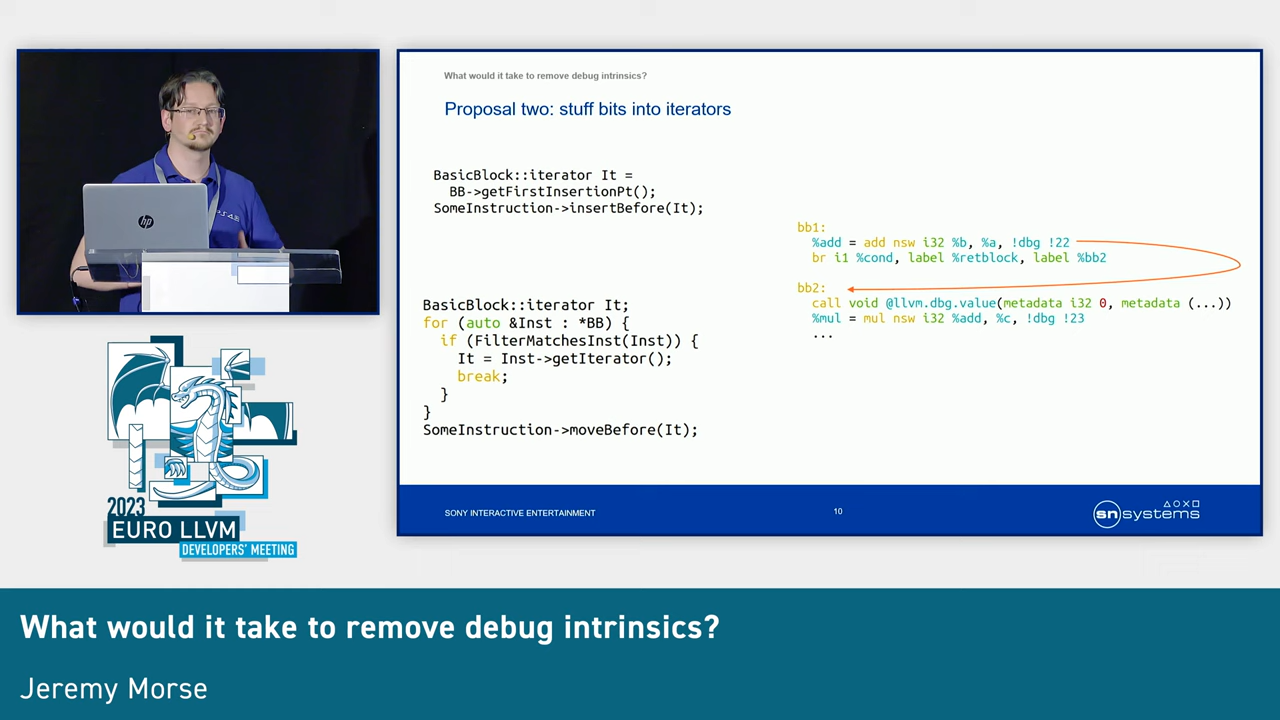 What would it take to remove debug intrinsics?
Proposal two: stuff bits into iterators
BasicBlock::iterator It =
BB->getFirstInsertionPt();
SomeInstruction->insertBefore(It);
BasicBlock::iterator It;
for (auto &Inst : *BB) {
if (FilterMatchesInst(Inst)) {
It = Inst->getIterator();
break;
}
}
SomeInstruction->moveBefore(It);
bb1:
%add = add nsw i32 %b, %a, !dbg !22
br i1 %cond, label %retblock, label %bb2
bb2:
call void @llvm.dbg.value(metadata i32 0, metadata (...))
%mul = mul nsw i32 %add, %c, !dbg !23
...
SONY INTERACTIVE ENTERTAINMENT
10
sn systems
hp
2023
EURO LLVM
DEVELOPERS' MEETING
What would it take to remove debug intrinsics?
Jeremy Morse